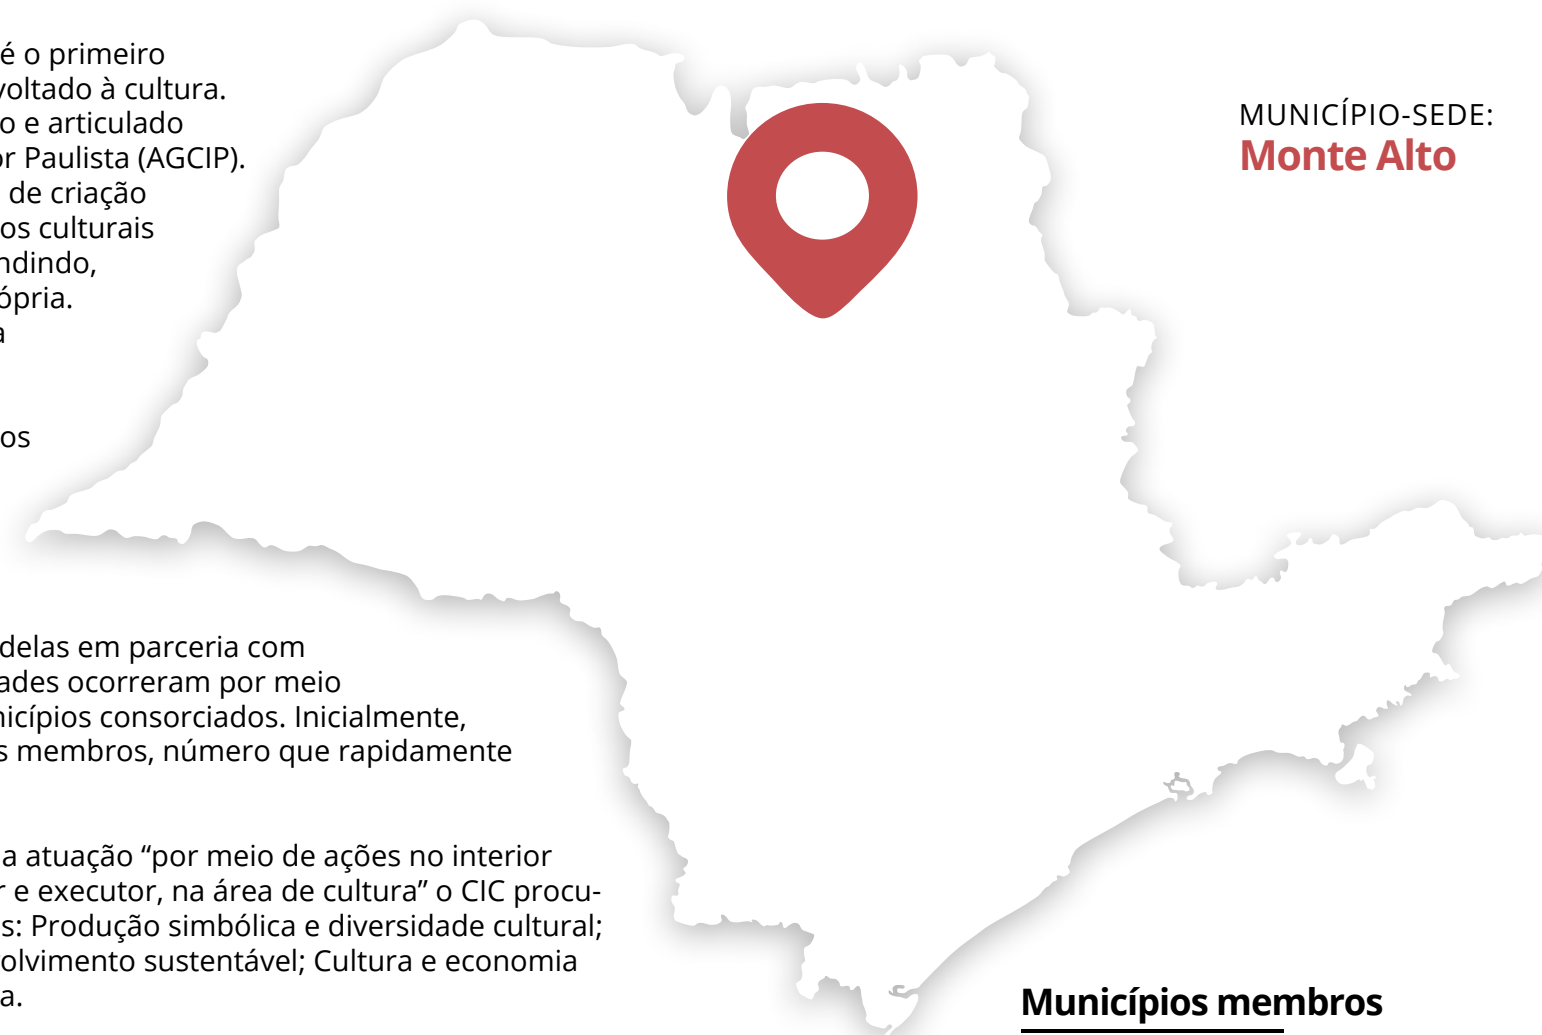 é o primeiro
voltado à cultura.
o e articulado
or Paulista (AGCIP).
de criação
os culturais
ndindo,
ópria.
a
os
delas em parceria com
ades ocorreram por meio
nicípios consorciados. Inicialmente,
s membros, número que rapidamente
a atuação “por meio de ações no interior
r e executor, na área de cultura” o CIC procu-
s: Produção simbólica e diversidade cultural;
olvimento sustentável; Cultura e economia
a.
MUNICÍPIO-SEDE:
Monte Alto
Municípios membros